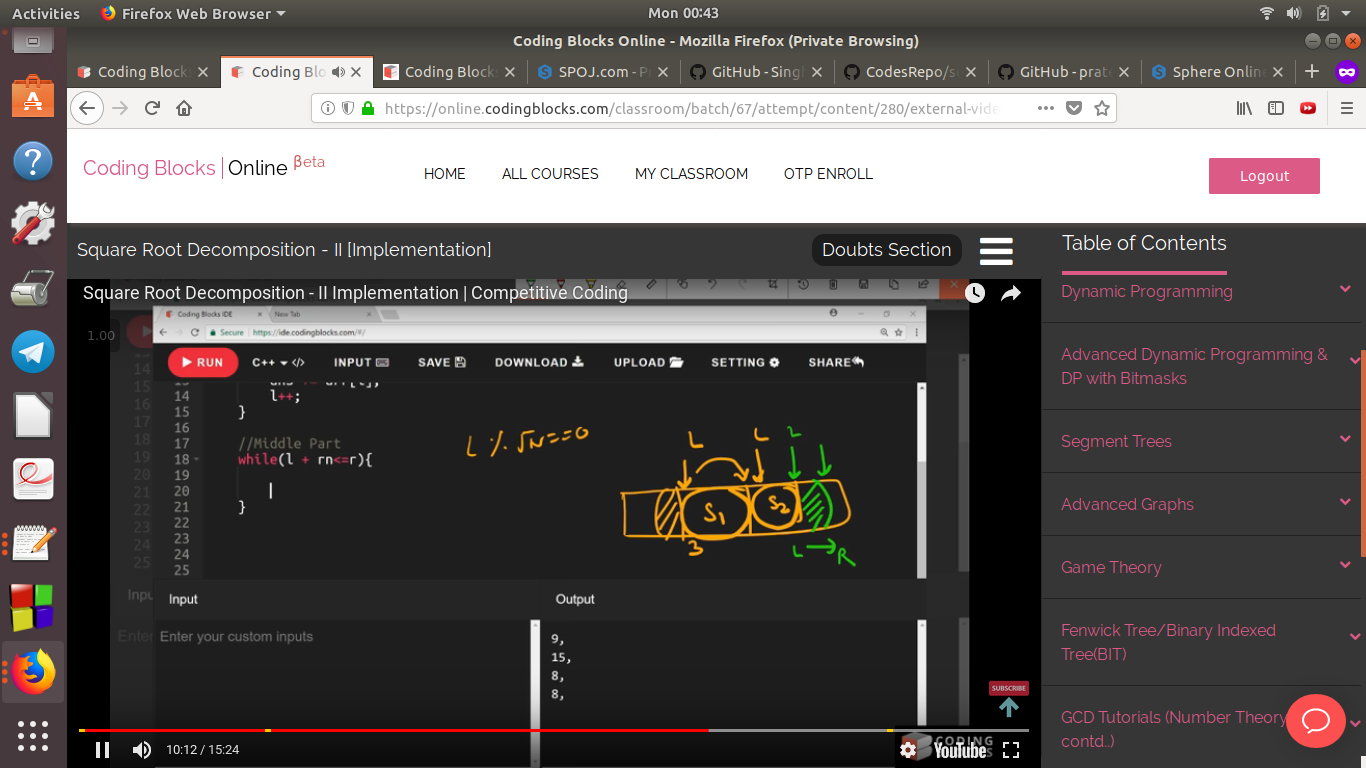 Activities Firefox Web Browser Mon 00:43
Coding Blocks Online - Mozilla Firefox (Private Browsing)
Coding Block Coding Blo Coding Block SPOJ.com - P GitHub - Sing CodesRepo/s GitHub - prate Sphere Onlin
https://online.codingblocks.com/classroom/batch/67/attempt/content/280/external-vide
Coding Blocks Online βeta
HOME ALL COURSES MY CLASSROOM OTP ENROLL
Logout
Square Root Decomposition - II [Implementation]
Doubts Section
Table of Contents
Square Root Decomposition - II Implementation | Competitive Coding
Coding Blocks IDE New Tab
1.00
Secure https://ide.codingblocks.com/#/
RUN C++ </> INPUT SAVE DOWNLOAD UPLOAD SETTING SHARE
14 l++;
15 }
16
17 //Middle Part
18 while(l + rn<=r){
19
20
21 }
22
23
24
25
L % √N==0
L L L
S1 S2
3 L R
Input Output
Enter your custom inputs
9,
15,
8,
8,
SUBSCRIBE
10:12 / 15:24
CODING
YouTube
Dynamic Programming
Advanced Dynamic Programming &
DP with Bitmasks
Segment Trees
Advanced Graphs
Game Theory
Fenwick Tree/Binary Indexed
Tree(BIT)
GCD Tutorials (Number Theory
contd..)